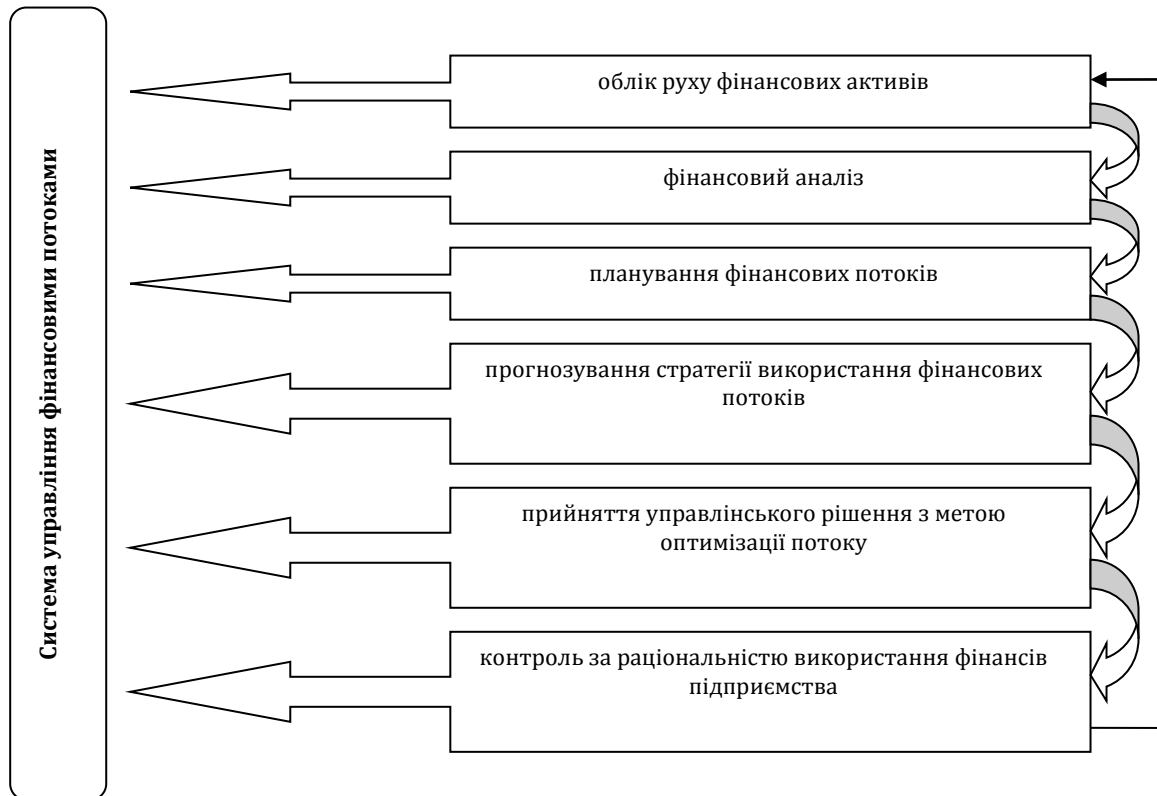 Система управління фінансовими потоками
облік руху фінансових активів
фінансовий аналіз
планування фінансових потоків
прогнозування стратегії використання фінансових
потоків
прийняття управлінського рішення з метою
оптимізації потоку
контроль за раціональністю використання фінансів
підприємства